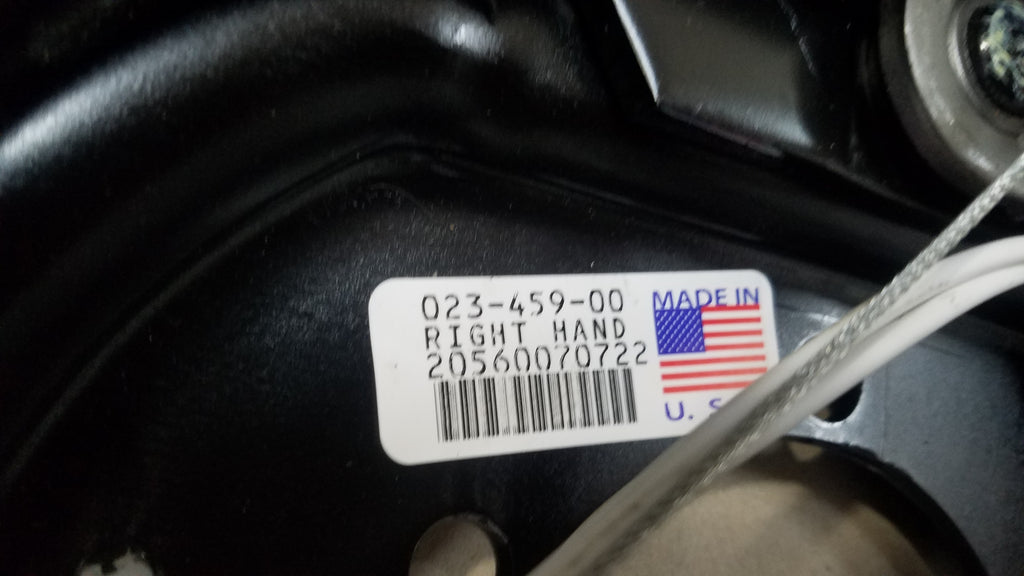 023-459-00
RIGHT HAND
20560070722
MADE IN
U. S